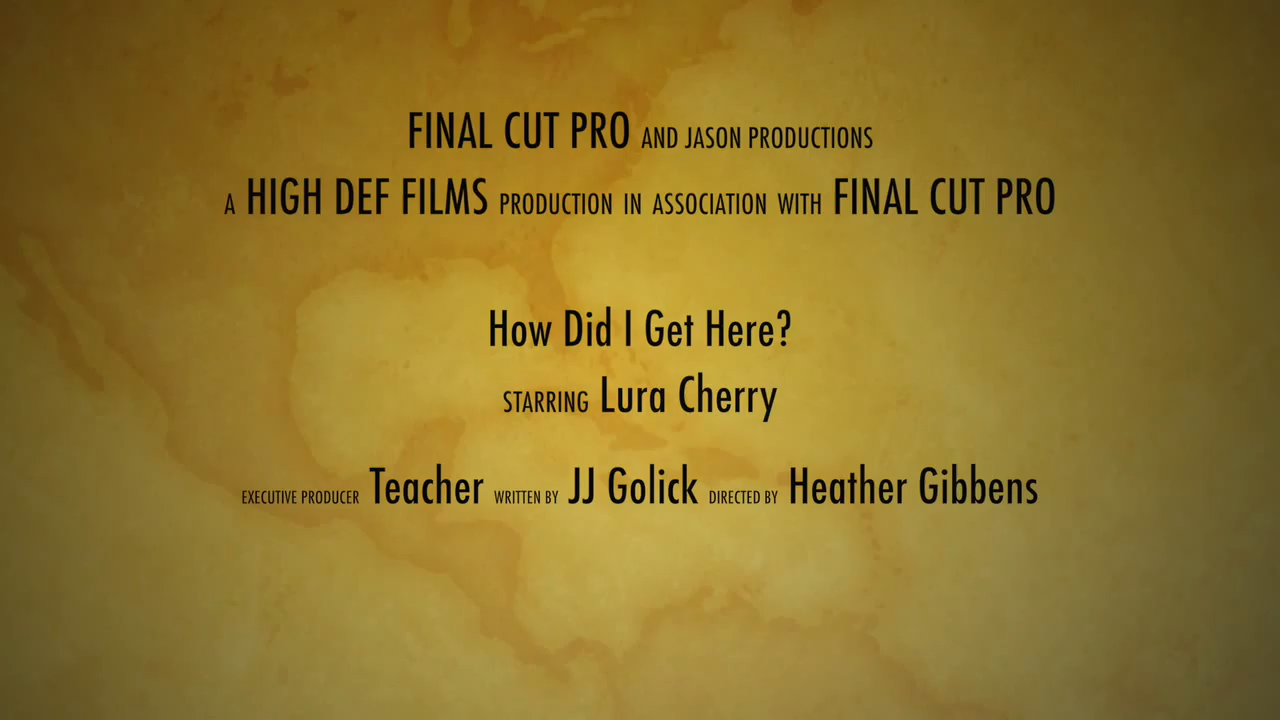 FINAL CUT PRO AND JASON PRODUCTIONS
A HIGH DEF FILMS PRODUCTION IN ASSOCIATION WITH FINAL CUT PRO
How Did I Get Here?
STARRING Lura Cherry
EXECUTIVE PRODUCER Teacher WRITTEN BY JJ Golick DIRECTED BY Heather Gibbens